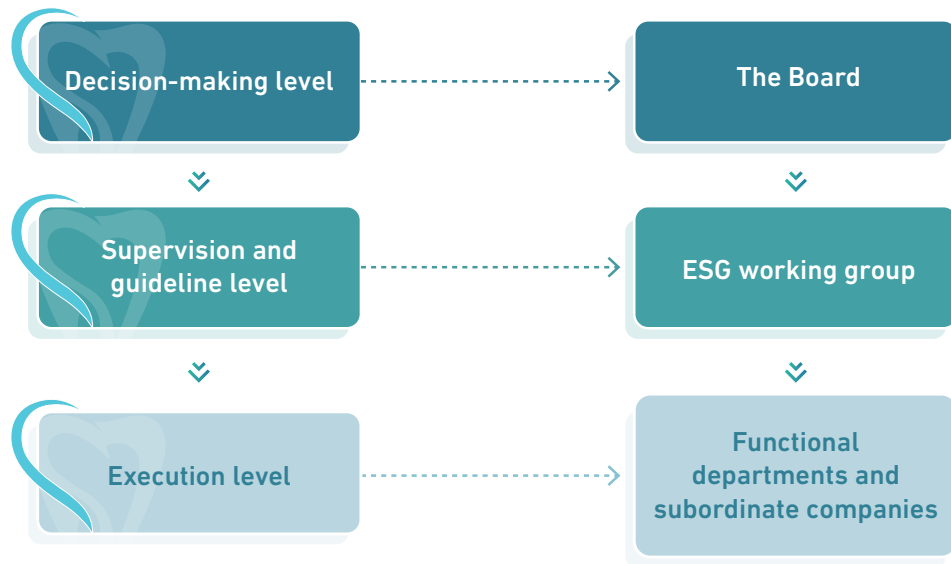 Decision-making level
The Board
Supervision and
guideline level
ESG working group
Execution level
Functional
departments and
subordinate companies